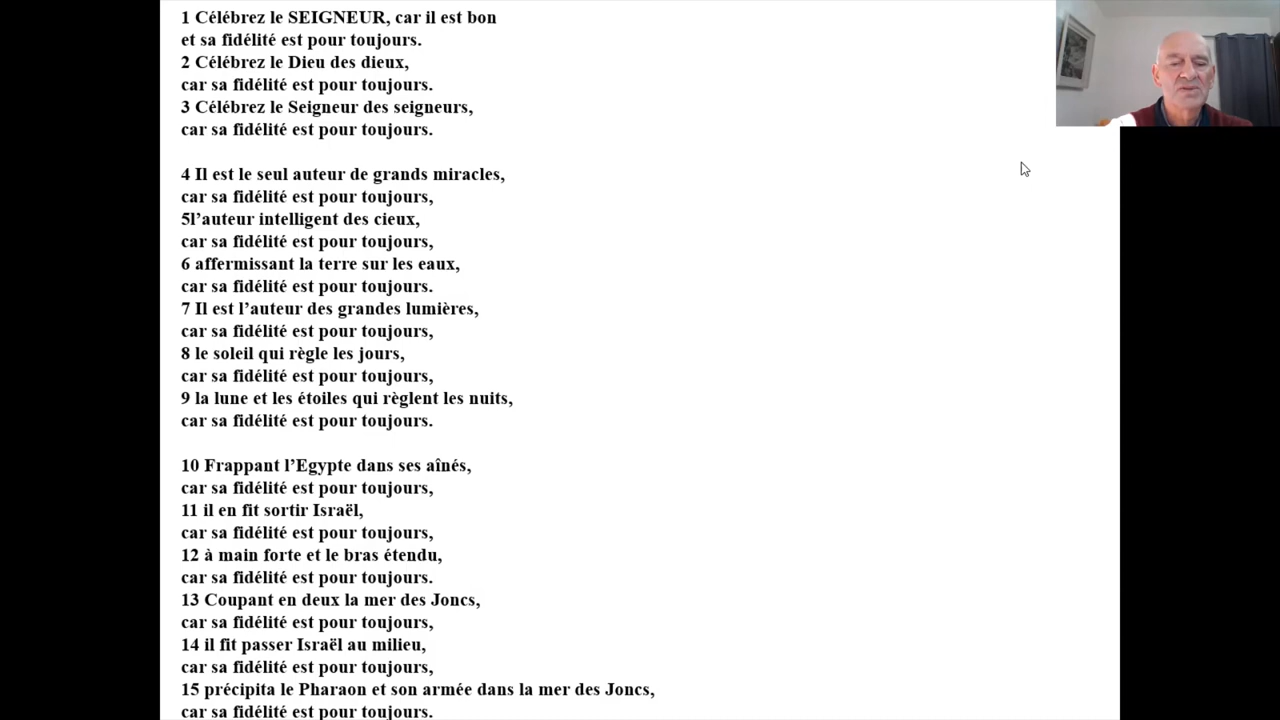 1 Célébrez le SEIGNEUR, car il est bon
et sa fidélité est pour toujours.
2 Célébrez le Dieu des dieux,
car sa fidélité est pour toujours.
3 Célébrez le Seigneur des seigneurs,
car sa fidélité est pour toujours.
4 Il est le seul auteur de grands miracles,
car sa fidélité est pour toujours,
5l’auteur intelligent des cieux,
car sa fidélité est pour toujours,
6 affermissant la terre sur les eaux,
car sa fidélité est pour toujours.
7 Il est l’auteur des grandes lumières,
car sa fidélité est pour toujours,
8 le soleil qui règle les jours,
car sa fidélité est pour toujours,
9 la lune et les étoiles qui règlent les nuits,
car sa fidélité est pour toujours.
10 Frappant l’Egypte dans ses aînés,
car sa fidélité est pour toujours,
11 il en fit sortir Israël,
car sa fidélité est pour toujours,
12 à main forte et le bras étendu,
car sa fidélité est pour toujours.
13 Coupant en deux la mer des Joncs,
car sa fidélité est pour toujours,
14 il fit passer Israël au milieu,
car sa fidélité est pour toujours,
15 précipita le Pharaon et son armée dans la mer des Joncs,
car sa fidélité est pour toujours.